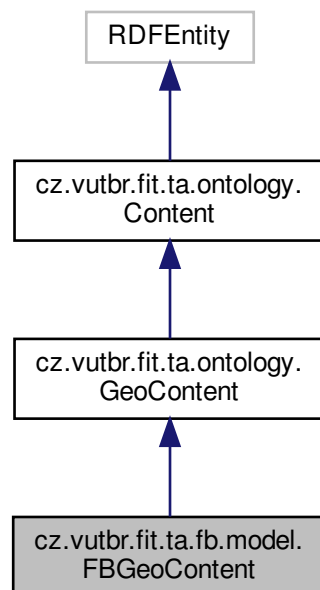 RDFEntity
cz.vutbr.fit.ta.ontology.
Content
cz.vutbr.fit.ta.ontology.
GeoContent
cz.vutbr.fit.ta.fb.model.
FBGeoContent